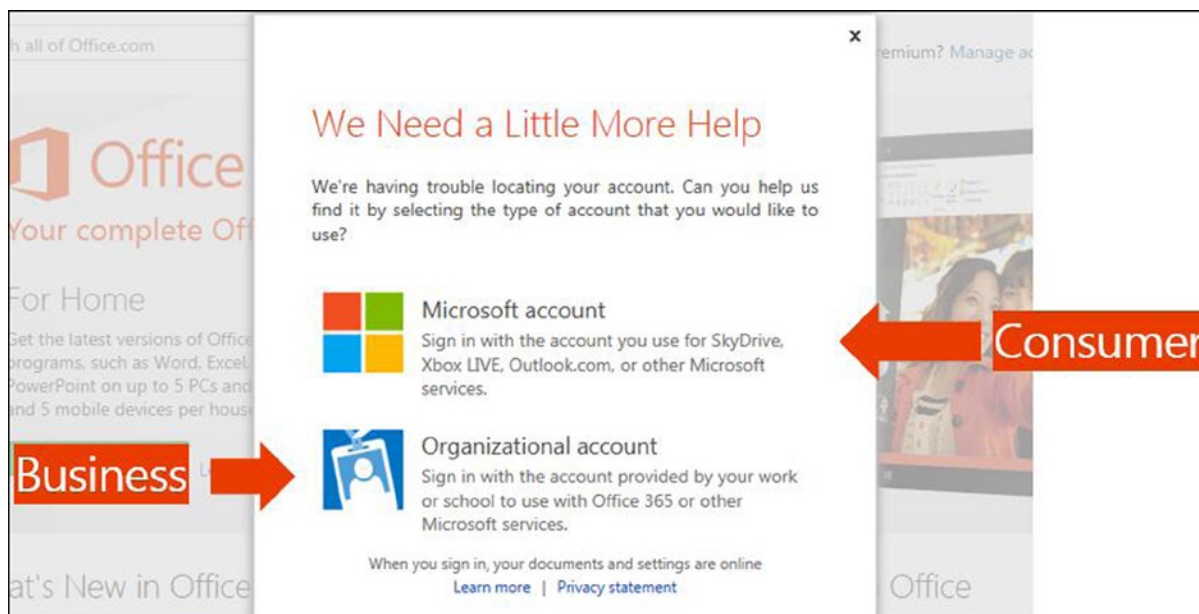 h all of Office.com
emium? Manage ac
x
We Need a Little More Help
We're having trouble locating your account. Can you help us
find it by selecting the type of account that you would like to
use?
Office
Your complete Off
For Home
Get the latest versions of Office
programs, such as Word, Excel,
PowerPoint on up to 5 PCs and
and 5 mobile devices per hous
Microsoft account
Sign in with the account you use for SkyDrive,
Xbox LIVE, Outlook.com, or other Microsoft
services.
Consumer
Business
Organizational account
Sign in with the account provided by your work
or school to use with Office 365 or other
Microsoft services.
When you sign in, your documents and settings are online
Learn more | Privacy statement
at's New in Office
Office